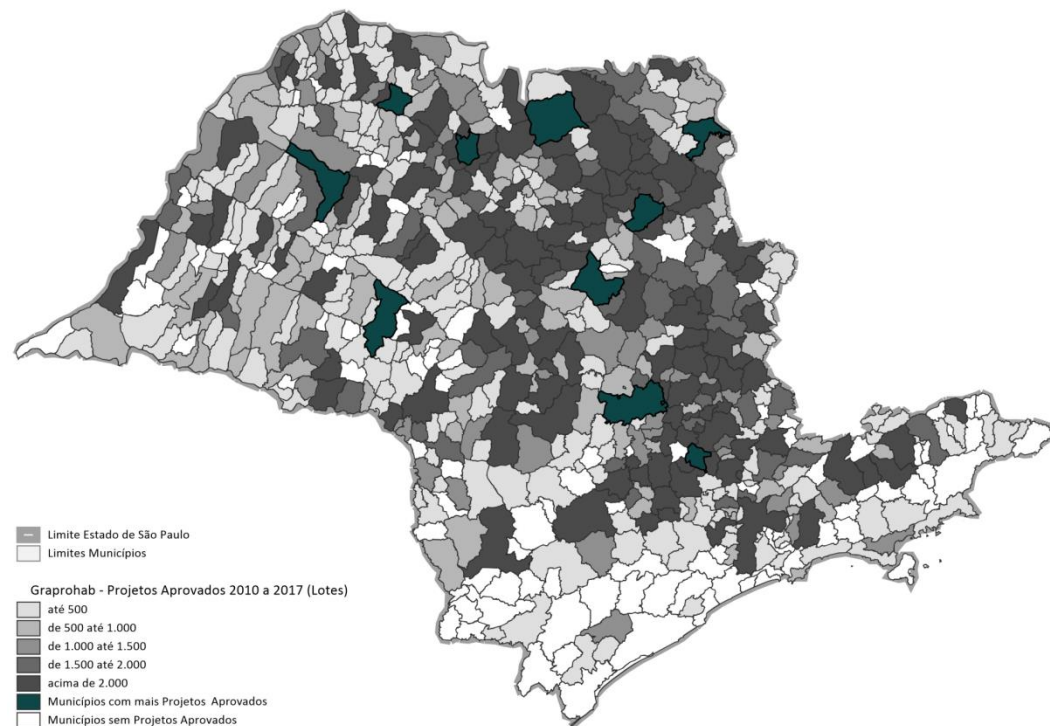 Limite Estado de São Paulo
Limites Municípios
Graprohab - Projetos Aprovados 2010 a 2017 (Lotes)
até 500
de 500 até 1.000
de 1.000 até 1.500
de 1.500 até 2.000
acima de 2.000
Municípios com mais Projetos Aprovados
Municípios sem Projetos Aprovados